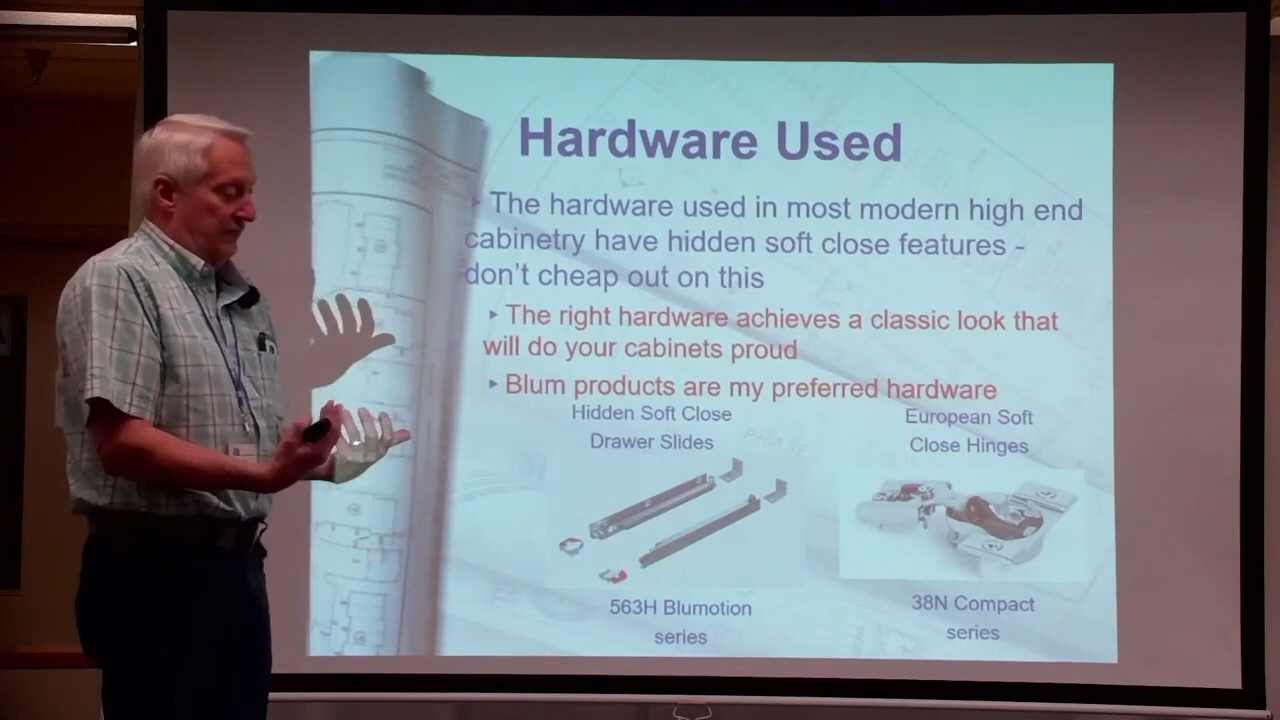 Hardware Used
‣ The hardware used in most modern high end
cabinetry have hidden soft close features -
don't cheap out on this
‣ The right hardware achieves a classic look that
will do your cabinets proud
‣ Blum products are my preferred hardware
Hidden Soft Close
Drawer Slides
European Soft
Close Hinges
563H Blumotion
series
38N Compact
series